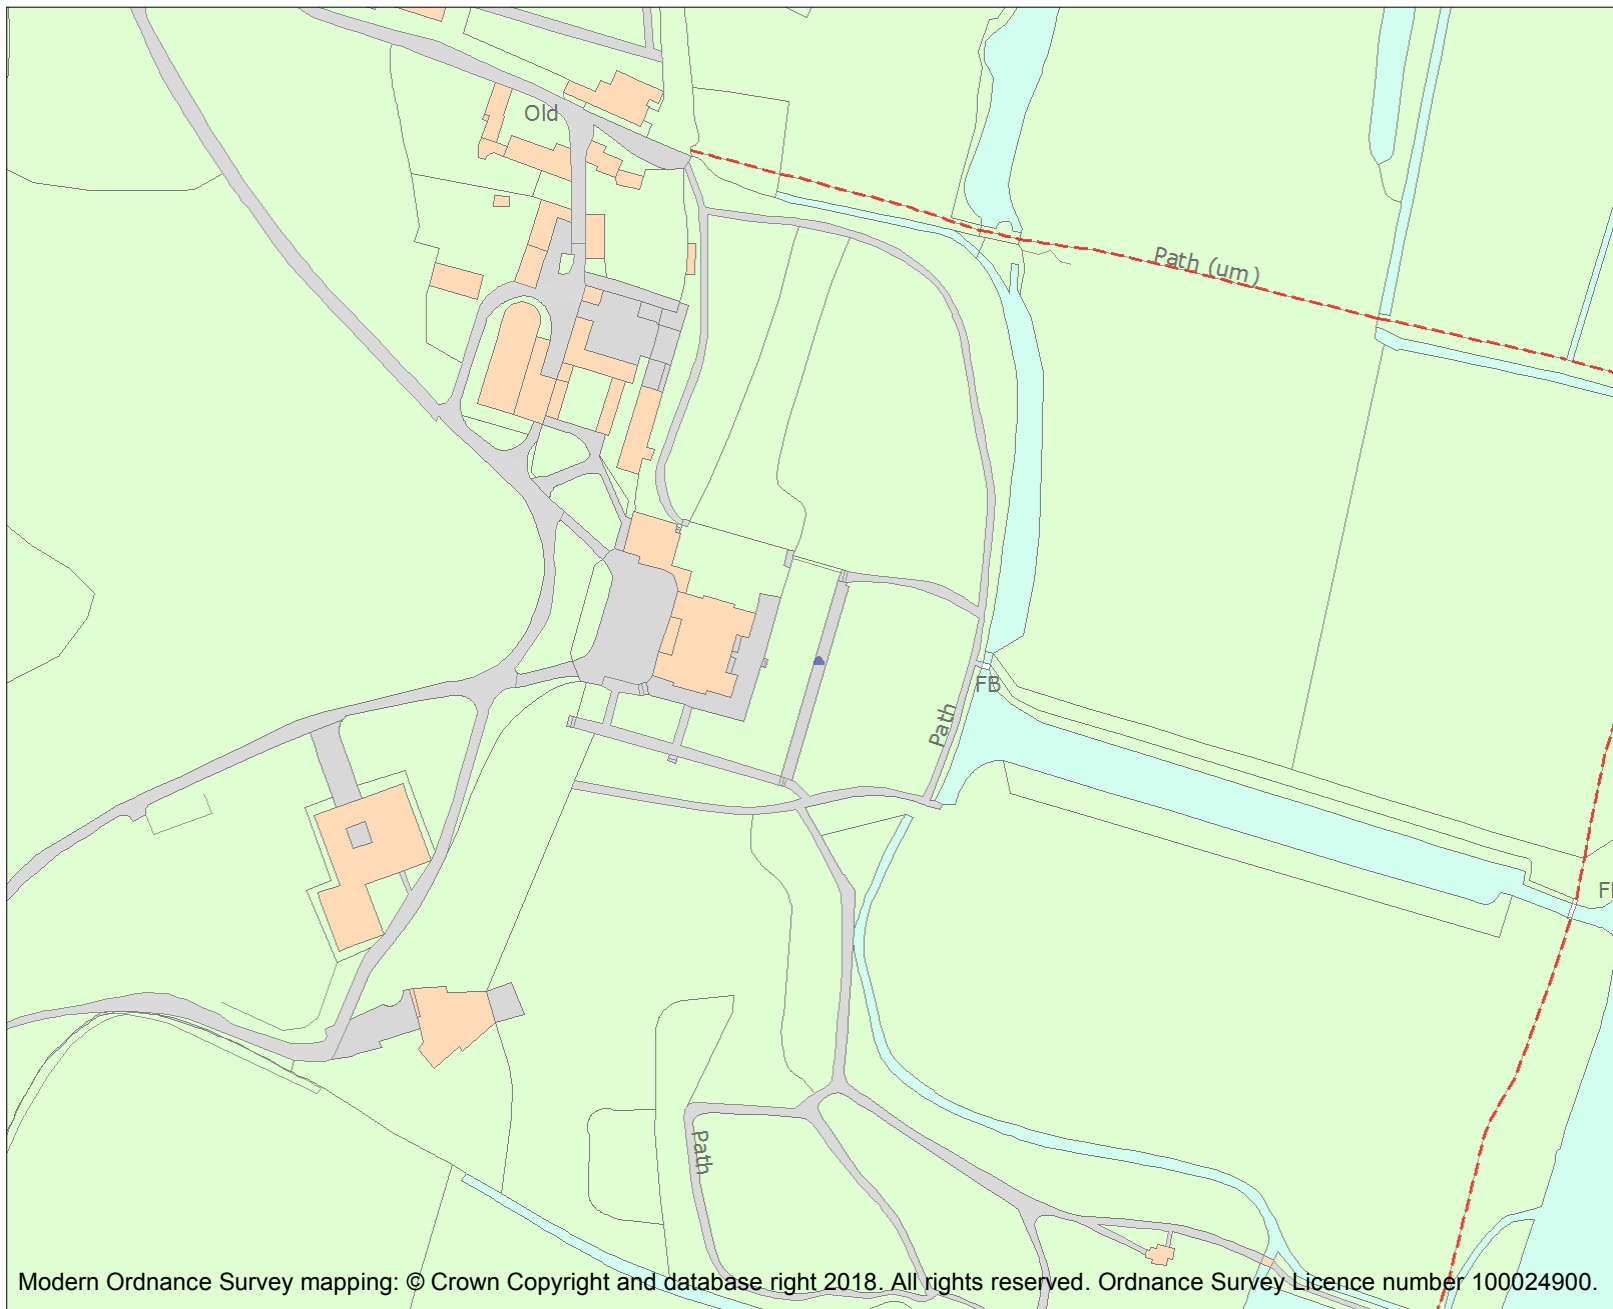 Old
Path (um)
FB
Path
Path
Modern Ordnance Survey mapping: © Crown Copyright and database right 2018. All rights reserved. Ordnance Survey Licence number 100024900.